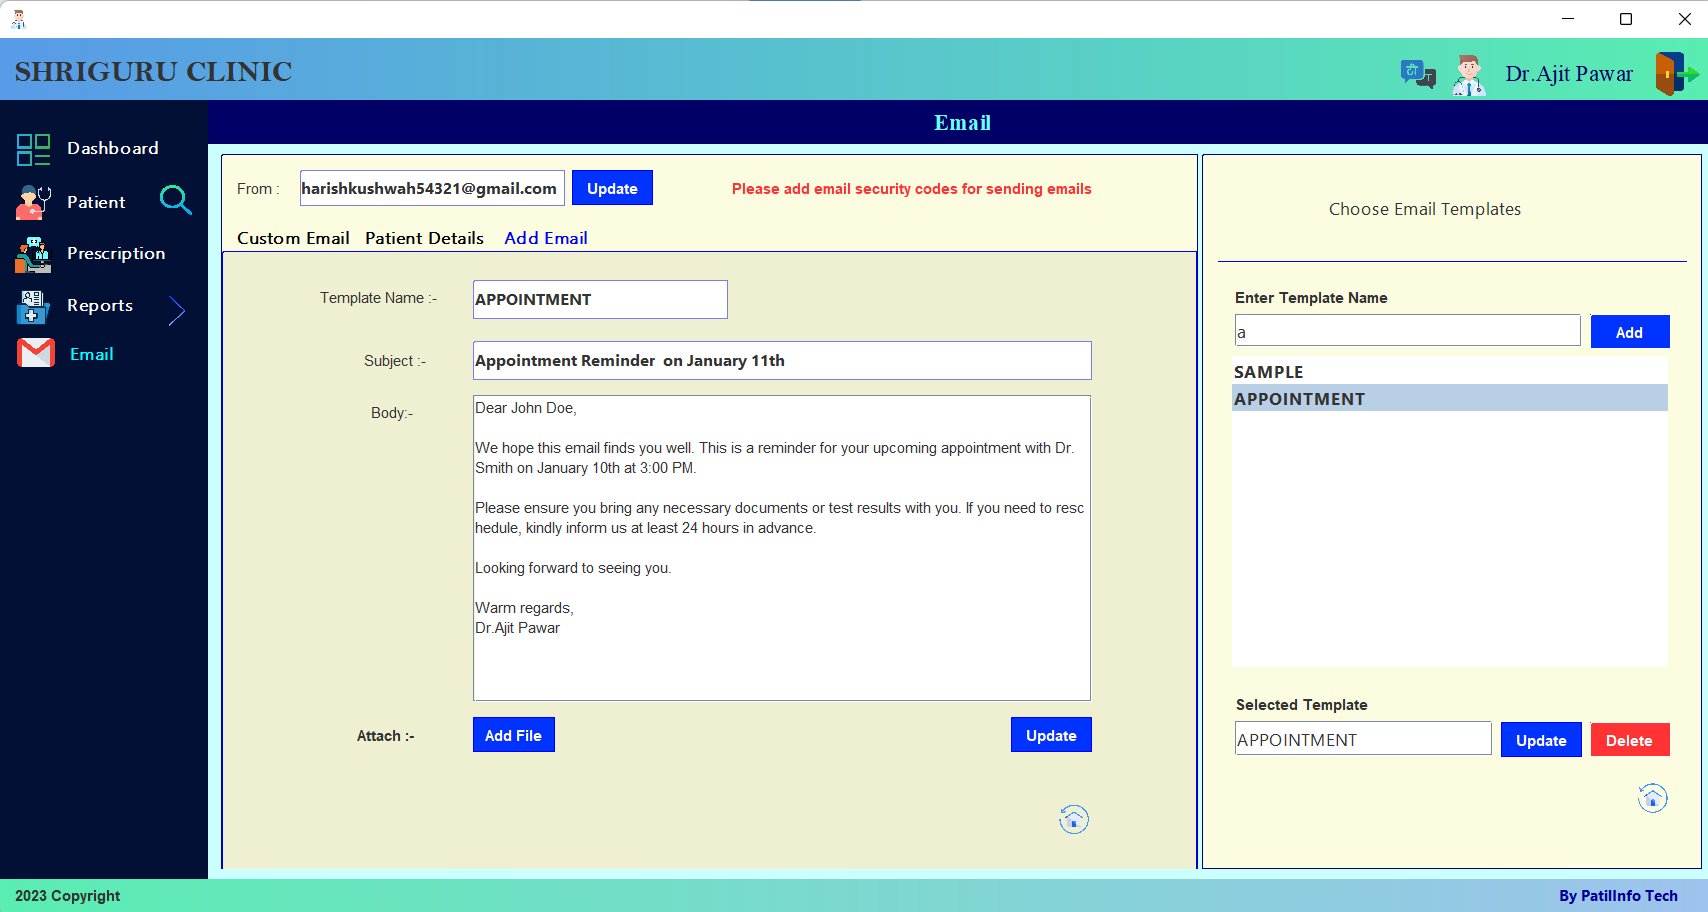 SHRIGURU CLINIC
Dr.Ajit Pawar
Dashboard
Patient
Prescription
Reports
Email
Email
From :
harishkushwah54321@gmail.com
Update
Please add email security codes for sending emails
Custom Email
Patient Details
Add Email
Template Name :-
APPOINTMENT
Subject :-
Appointment Reminder  on January 11th
Body:-
Dear John Doe,
We hope this email finds you well. This is a reminder for your upcoming appointment with Dr.
Smith on January 10th at 3:00 PM.
Please ensure you bring any necessary documents or test results with you. If you need to resc
hedule, kindly inform us at least 24 hours in advance.
Looking forward to seeing you.
Warm regards,
Dr.Ajit Pawar
Attach :-
Add File
Update
Choose Email Templates
Enter Template Name
a
Add
SAMPLE
APPOINTMENT
Selected Template
APPOINTMENT
Update
Delete
2023 Copyright
By PatilInfo Tech